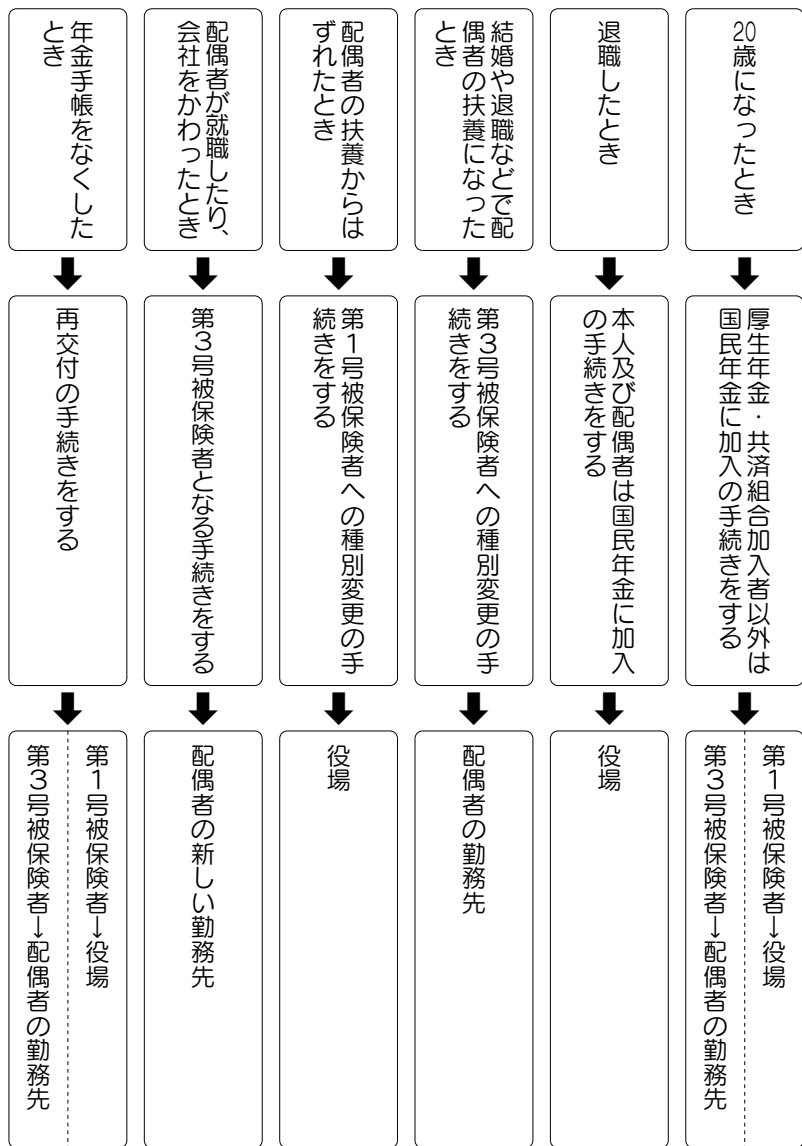 20歳になったとき
厚生年金・共済組合加入者以外は
国民年金に加入の手続きをする
第1号被保険者→役場
第3号被保険者→配偶者の勤務先
退職したとき
本人及び配偶者は国民年金に加入
の手続きをする
役場
結婚や退職などで配
偶者の扶養になった
とき
第3号被保険者への種別変更の手
続きをする
配偶者の勤務先
配偶者の扶養からは
ずれたとき
第1号被保険者への種別変更の手
続きをする
役場
配偶者が就職したり、
会社をかわったとき
第3号被保険者となる手続きをする
配偶者の新しい勤務先
年金手帳をなくした
とき
再交付の手続きをする
第1号被保険者→役場
第3号被保険者→配偶者の勤務先